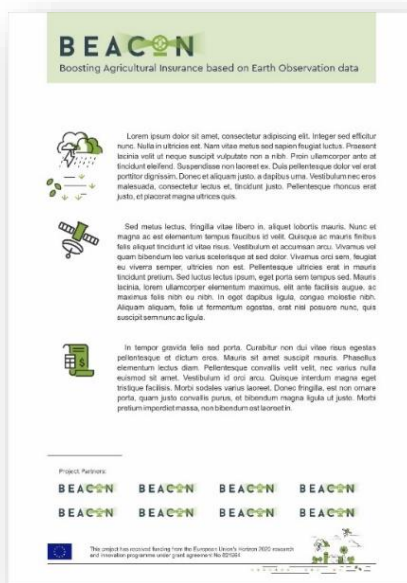 BEACON
Boosting Agricultural Insurance based on Earth Observation data
Lorem ipsum dolor sit amet, consectetur adipiscing elit. Integer sed efficitur
nunc. Nulla in ultricies est. Nam vitae metus sed sapien feugiat luctus. Praesent
lacinia velit ut neque suscipit vulputate non a nibh. Proin ullamcorper ante at
tincidunt eleifend. Suspendisse non laoreet ex. Duis pellentesque dolor vel erat
porttitor dignissim. Donec et aliquam justo, a dapibus urna. Vestibulum nec eros
malesuada, consectetur lectus et, tincidunt justo. Pellentesque rhoncus erat
justo, et placerat magna ultrices quis.
Sed metus lectus, fringilla vitae libero in, aliquet lobortis mauris. Nunc et
magna ac est elementum tempus faucibus id velit. Quisque ac mauris finibus
felis aliquet tincidunt id vitae risus. Vestibulum et accumsan arcu. Vivamus vel
quam bibendum leo varius scelerisque at sed dolor. Vivamus orci sem, feugiat
eu viverra semper, ultricies non est. Pellentesque ultricies erat in mauris
tincidunt pretium. Sed luctus lectus ipsum, eget porta sem tempus sed. Mauris
lacinia, lorem ullamcorper elementum maximus, elit ante facilisis augue, ac
maximus felis nibh eu nibh. In eget dapibus ligula, congue molestie nibh.
Aliquam aliquam, felis ut fermentum egestas, erat nisl posuere nunc, quis
suscipit sem nunc ac ligula.
In tempor gravida felis sed porta. Curabitur non dui vitae risus egestas
pellentesque et dictum eros. Mauris sit amet suscipit mauris. Phasellus
elementum lectus diam. Pellentesque convallis velit velit, nec varius nulla
euismod sit amet. Vestibulum id orci arcu. Quisque interdum magna eget
tristique facilisis. Morbi sodales varius laoreet. Donec fringilla, est non ornare
porta, quam justo convallis purus, et bibendum magna ligula ut justo. Morbi
pretium imperdiet massa, non bibendum est laoreet in.
Project Partners:
BEACON BEACON BEACON BEACON
BEACON BEACON BEACON BEACON
This project has received funding from the European Union's Horizon 2020 research
and innovation programme under grant agreement No